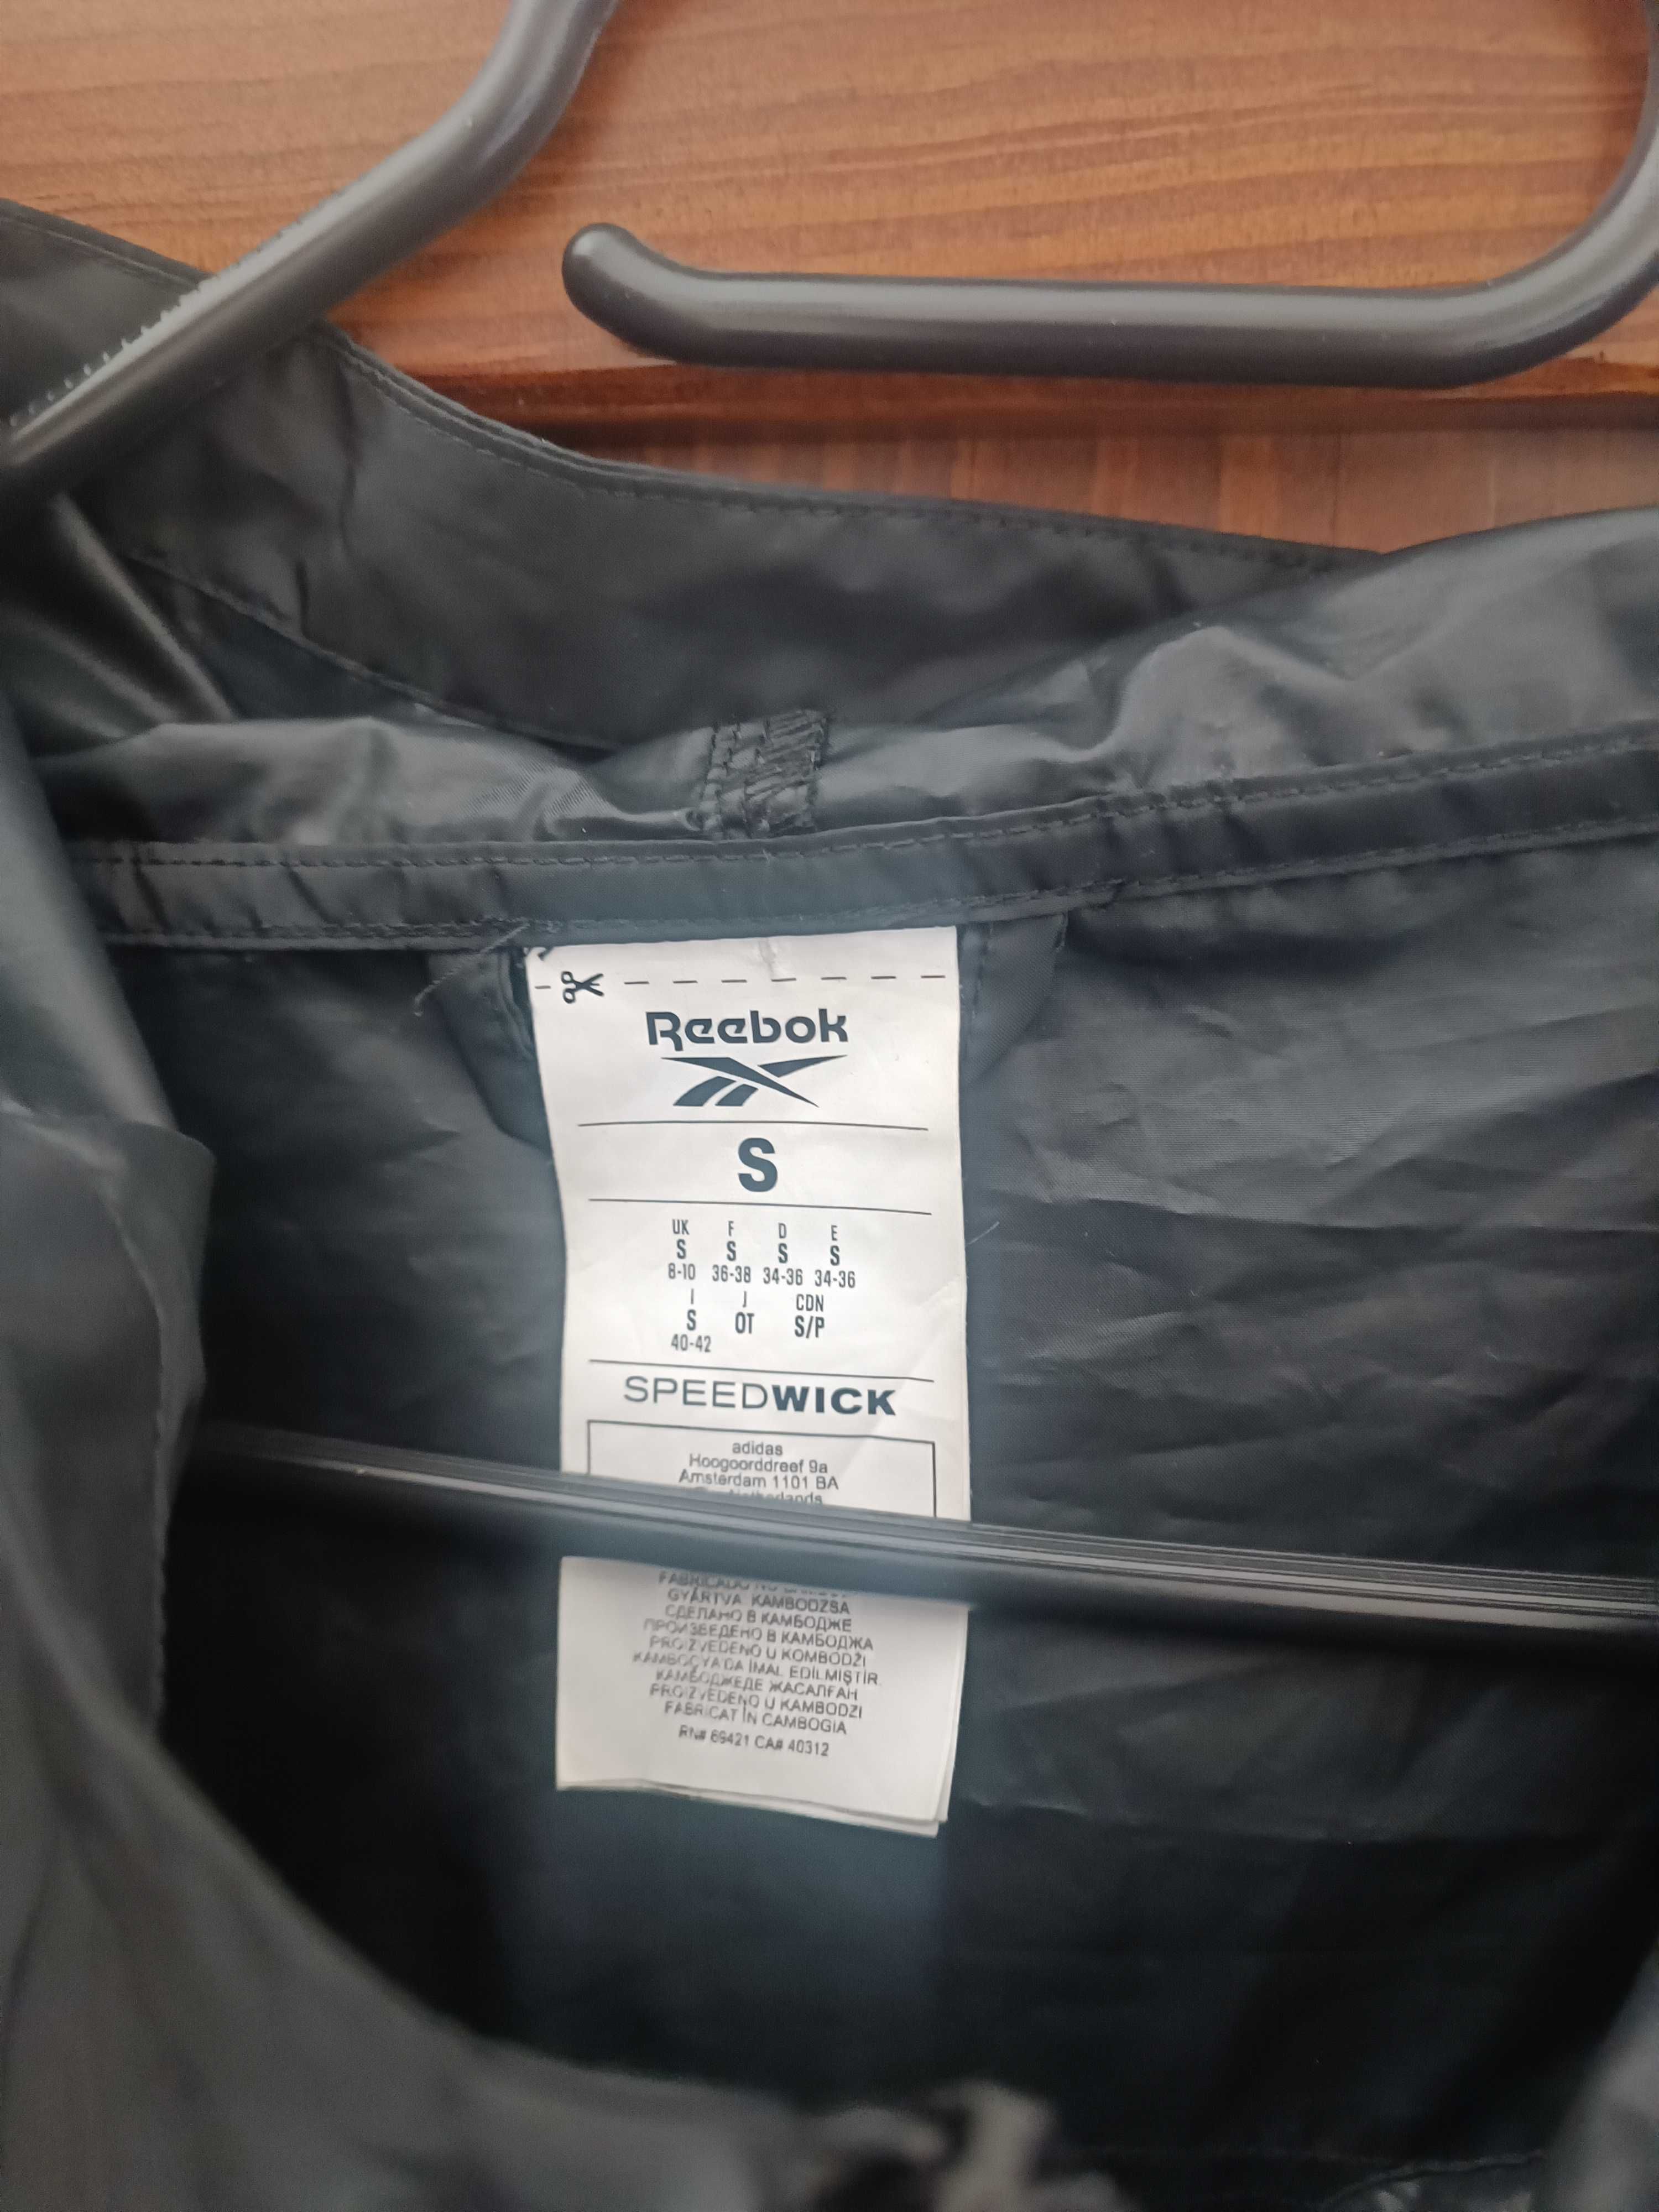 Reebok
S
UK F D E
S S S S
8-10 36-38 34-36 34-36
I J CDN
S OT S/P
40-42
SPEEDWICK
adidas
Hoogoorddreef 9a
Amsterdam 1101 BA
GYÁRTVA KAMBODZSA
СДЕЛАНО В КАМБОДЖЕ
ПРОИЗВЕДЕНО В КАМБОДЖА
PROIZVEDENO U KOMBODŽI
KAMBOÇYA'DA İMAL EDİLMİŞTİR
КАМБОДЖЕДЕ ЖАСАЛҒАН
PROIZVEDENO U KAMBODZI
FABRICAT ÎN CAMBOGIA
RN# 69421 CA# 40312